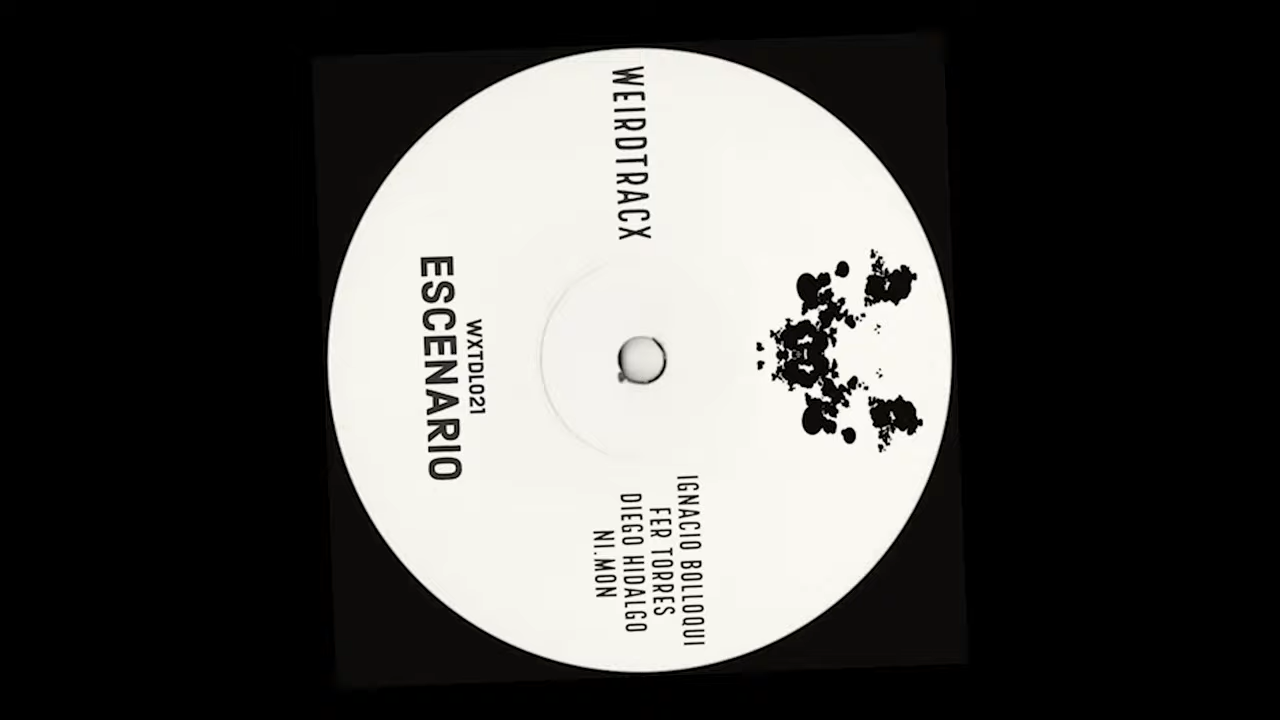 WEIRDTRACX
IGNACIO BOLLOQUI
FER TORRES
DIEGO HIDALGO
NI.MON
WXTDL021
ESCENARIO